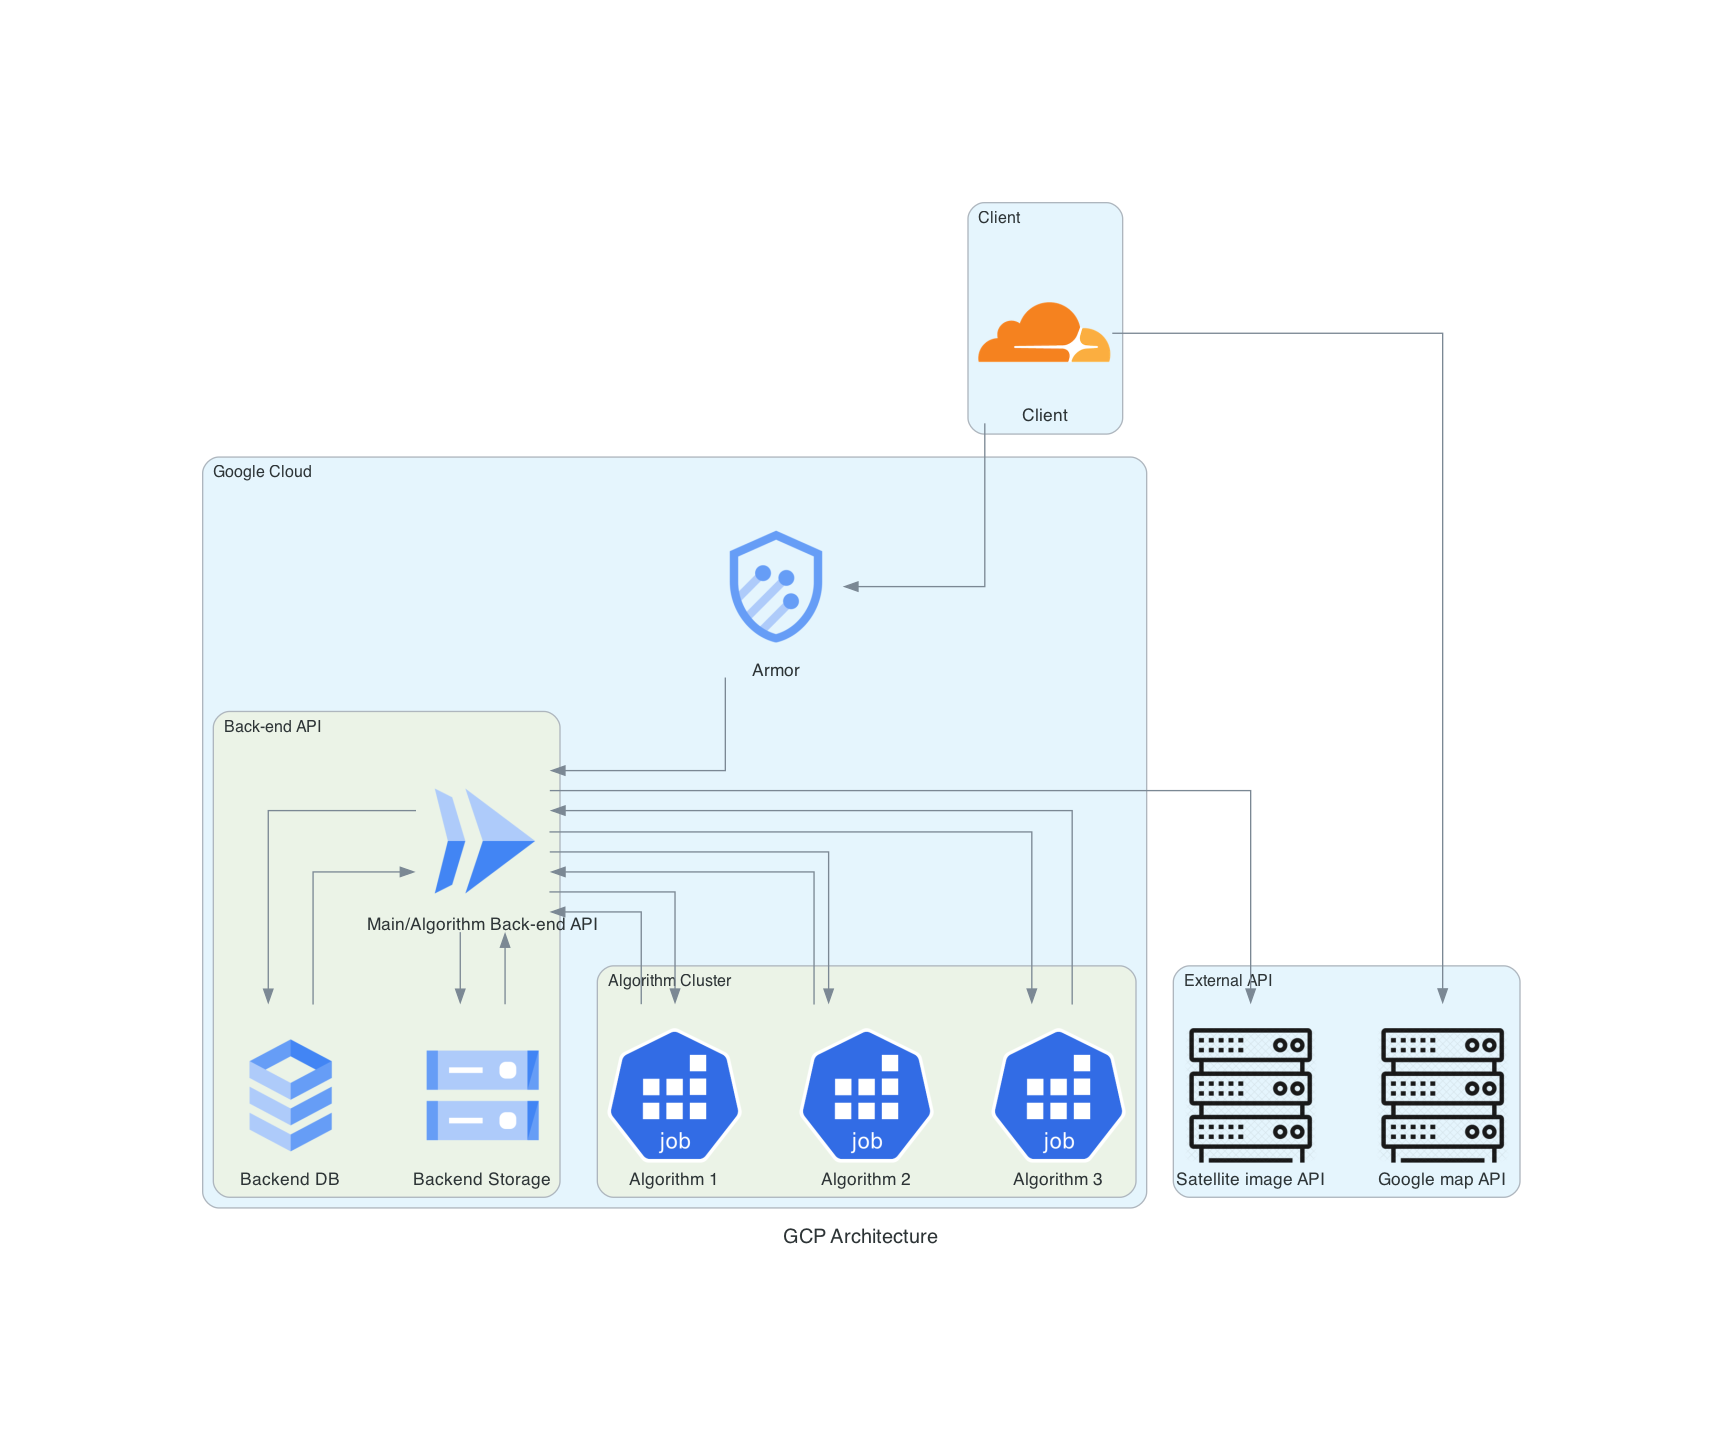 Client
Client
Google Cloud
Armor
Back-end API
Main/Algorithm Back-end API
Algorithm Cluster
External API
job
job
job
Backend DB
Backend Storage
Algorithm 1
Algorithm 2
Algorithm 3
Satellite image API
Google map API
GCP Architecture